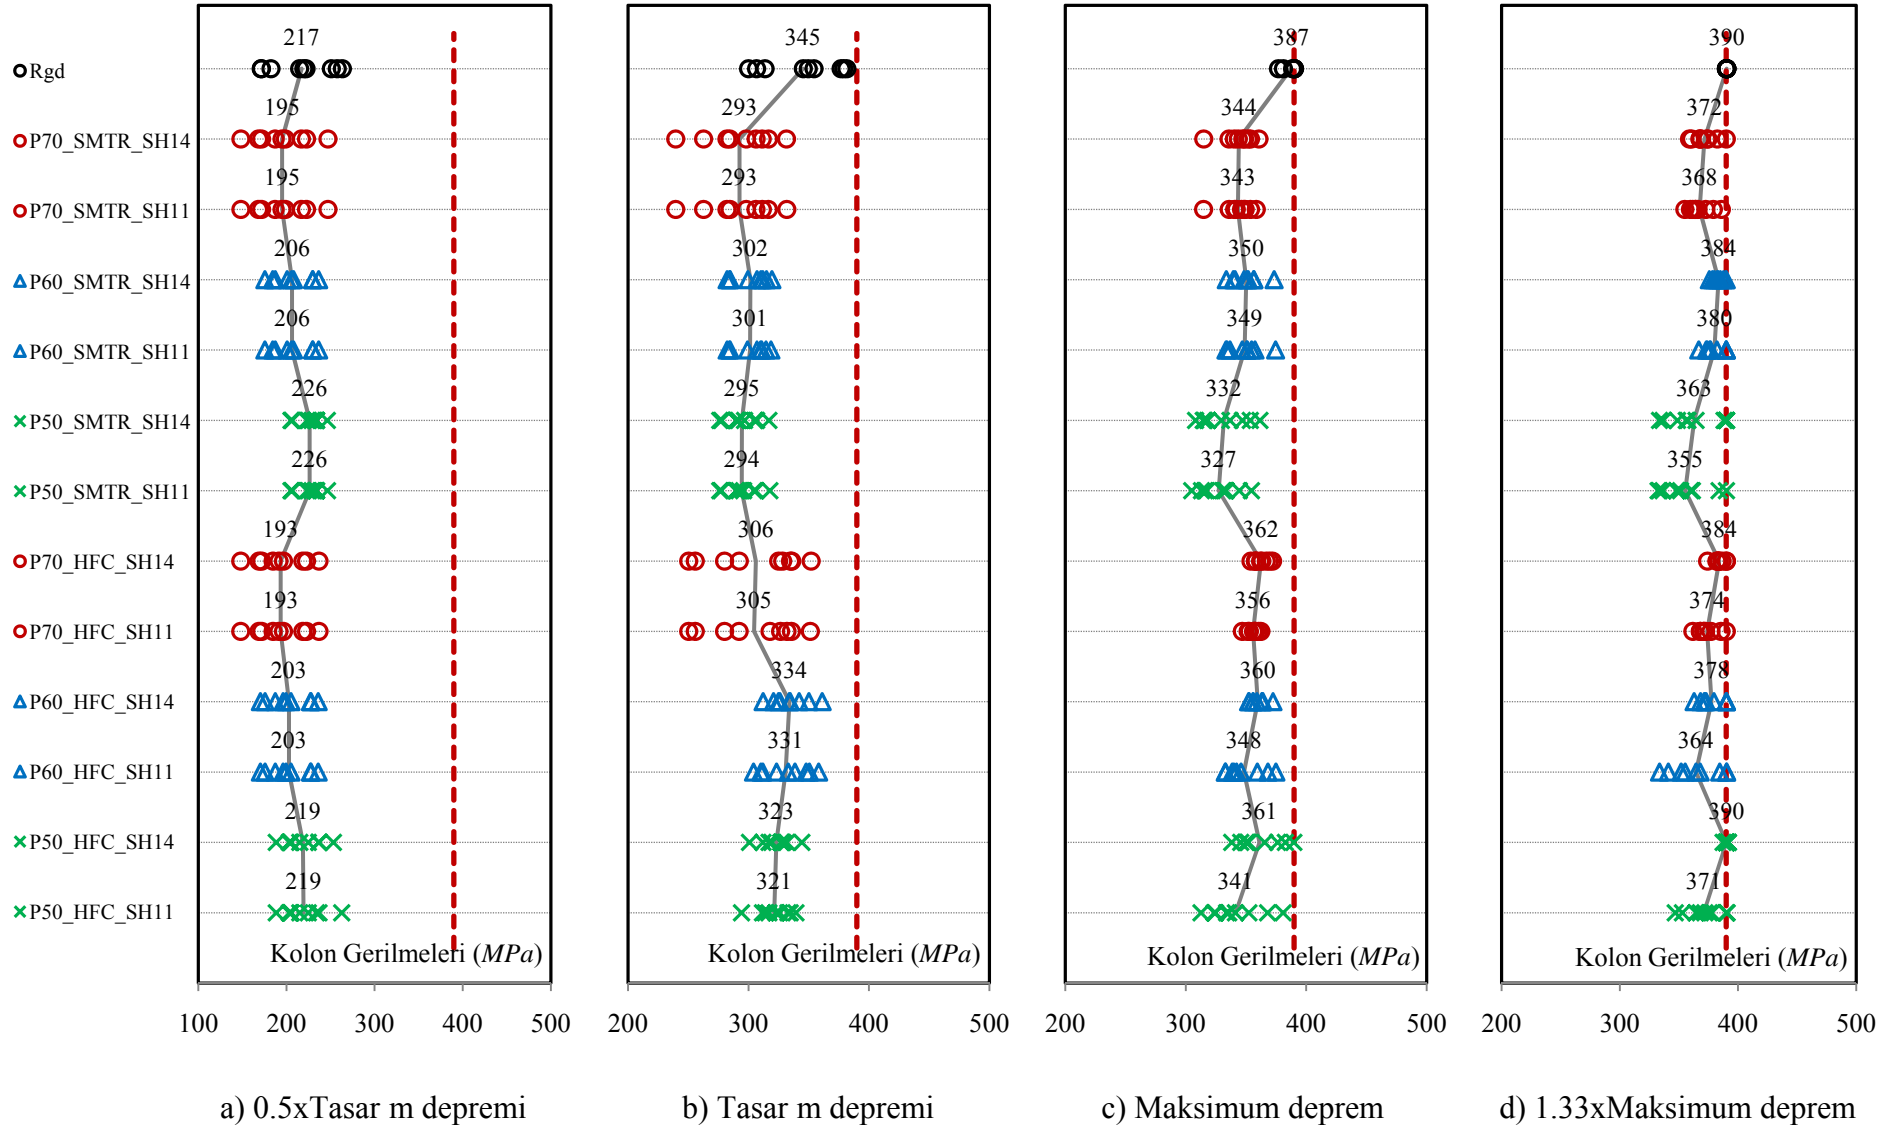 217 345 387 390
Rgd
195 293 344 372
P70_SMTR_SH14
195 293 343 368
P70_SMTR_SH11
206 302 350 384
P60_SMTR_SH14
206 301 349 380
P60_SMTR_SH11
226 295 332 363
P50_SMTR_SH14
226 294 327 355
P50_SMTR_SH11
193 306 362 384
P70_HFC_SH14
193 305 356 374
P70_HFC_SH11
203 334 360 378
P60_HFC_SH14
203 331 348 364
P60_HFC_SH11
219 323 361 390
P50_HFC_SH14
219 321 341 371
P50_HFC_SH11
Kolon Gerilmeleri (MPa) Kolon Gerilmeleri (MPa) Kolon Gerilmeleri (MPa) Kolon Gerilmeleri (MPa)
100 200 300 400 500 200 300 400 500 200 300 400 500 200 300 400 500
a) 0.5xTasar m depremi b) Tasar m depremi c) Maksimum deprem d) 1.33xMaksimum deprem